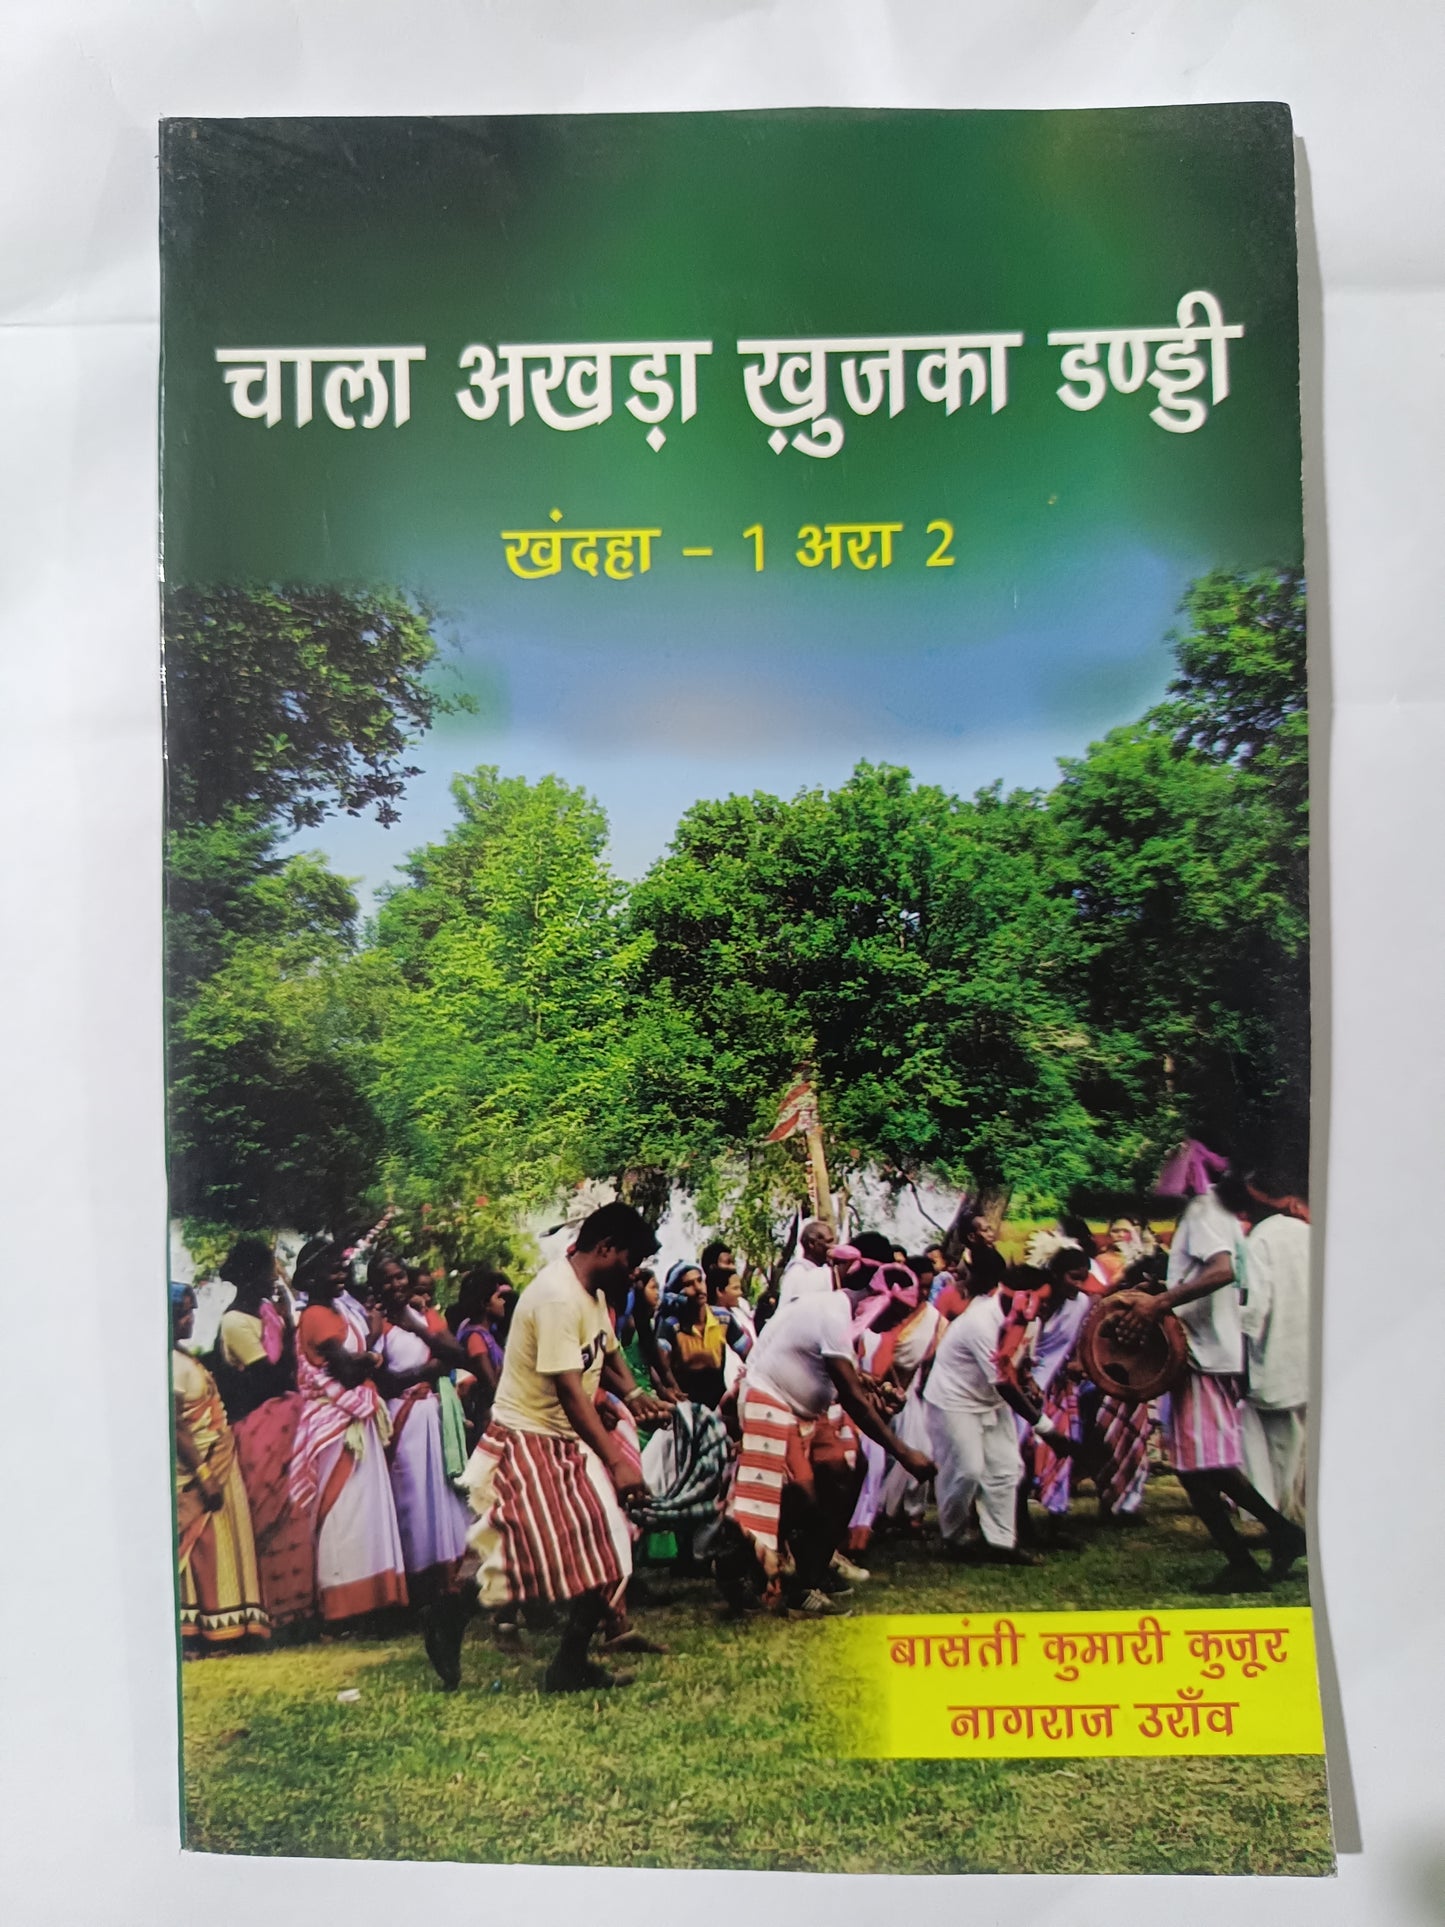 चाला अखड़ा ख़ुजका डण्ड्डी
खंदहा – 1 अरा 2
बासंती कुमारी कुजूर
नागराज उराँव